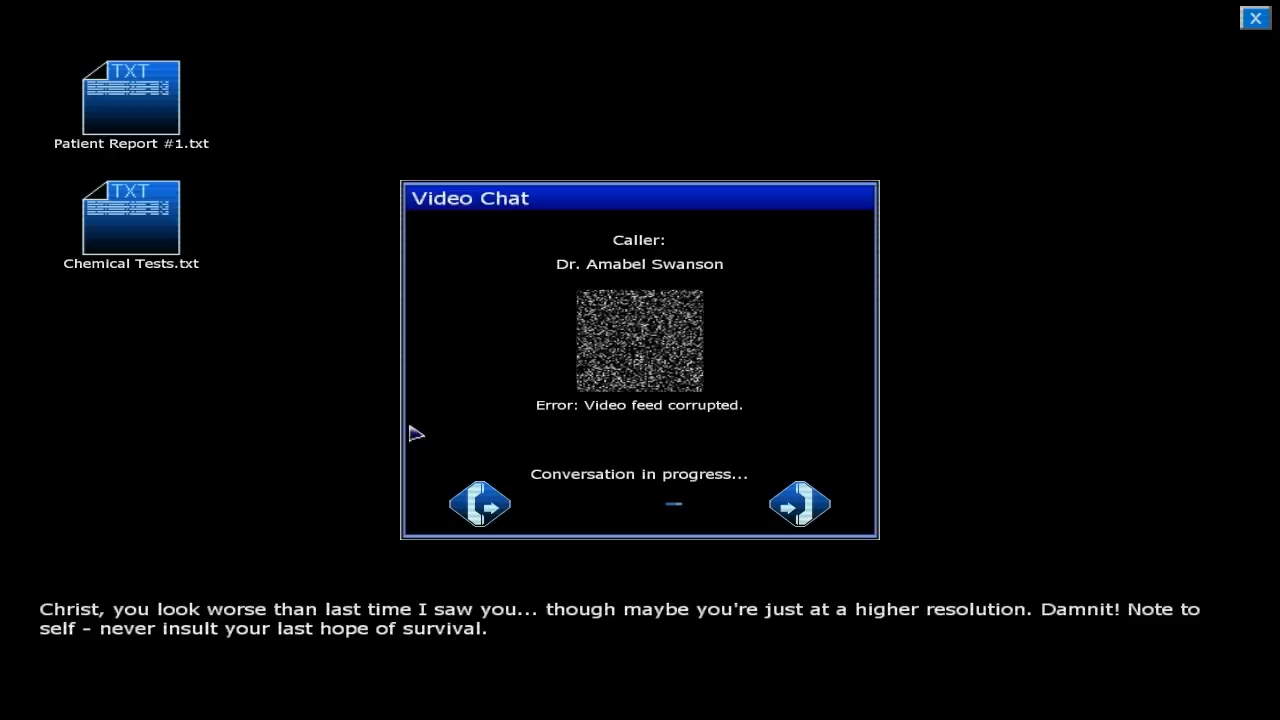 X
TXT
Patient Report #1.txt
TXT
Chemical Tests.txt
Video Chat
Caller:
Dr. Amabel Swanson
Error: Video feed corrupted.
Conversation in progress...
Christ, you look worse than last time I saw you... though maybe you're just at a higher resolution. Damnit! Note to
self - never insult your last hope of survival.